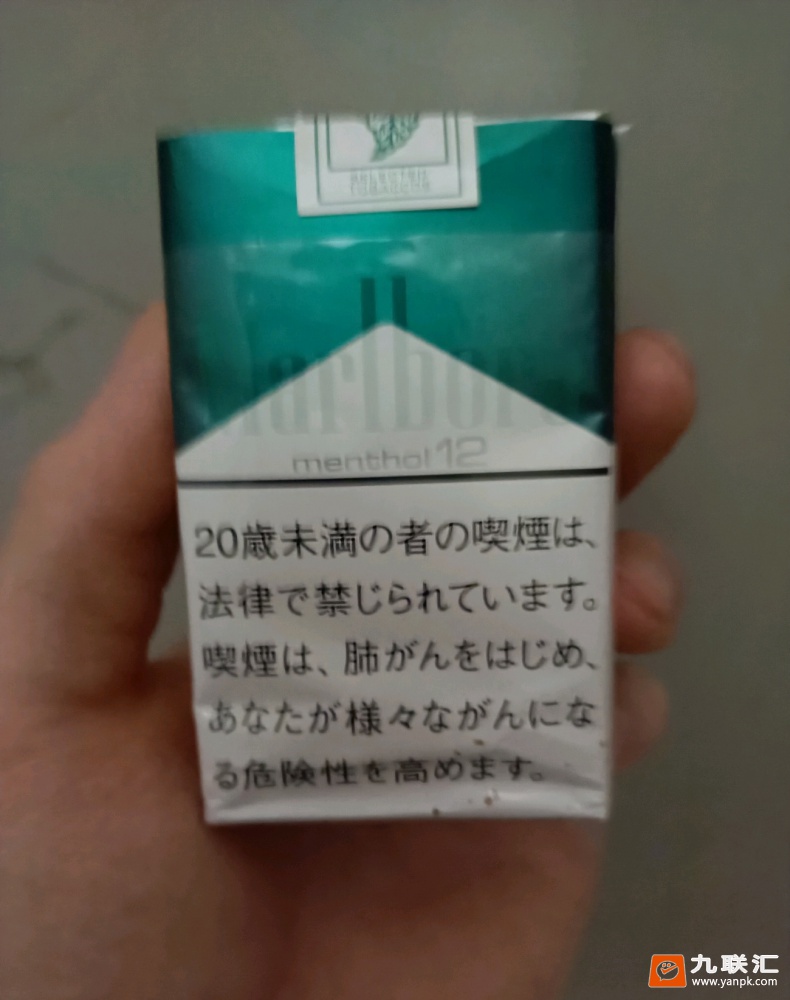 SELECTED
TOBACCOS
Marlboro
menthol 12
20歳未満の者の喫煙は、
法律で禁じられています。
喫煙は、肺がんをはじめ、
あなたが様々ながんにな
る危険性を高めます。
九联汇
www.yanpk.com